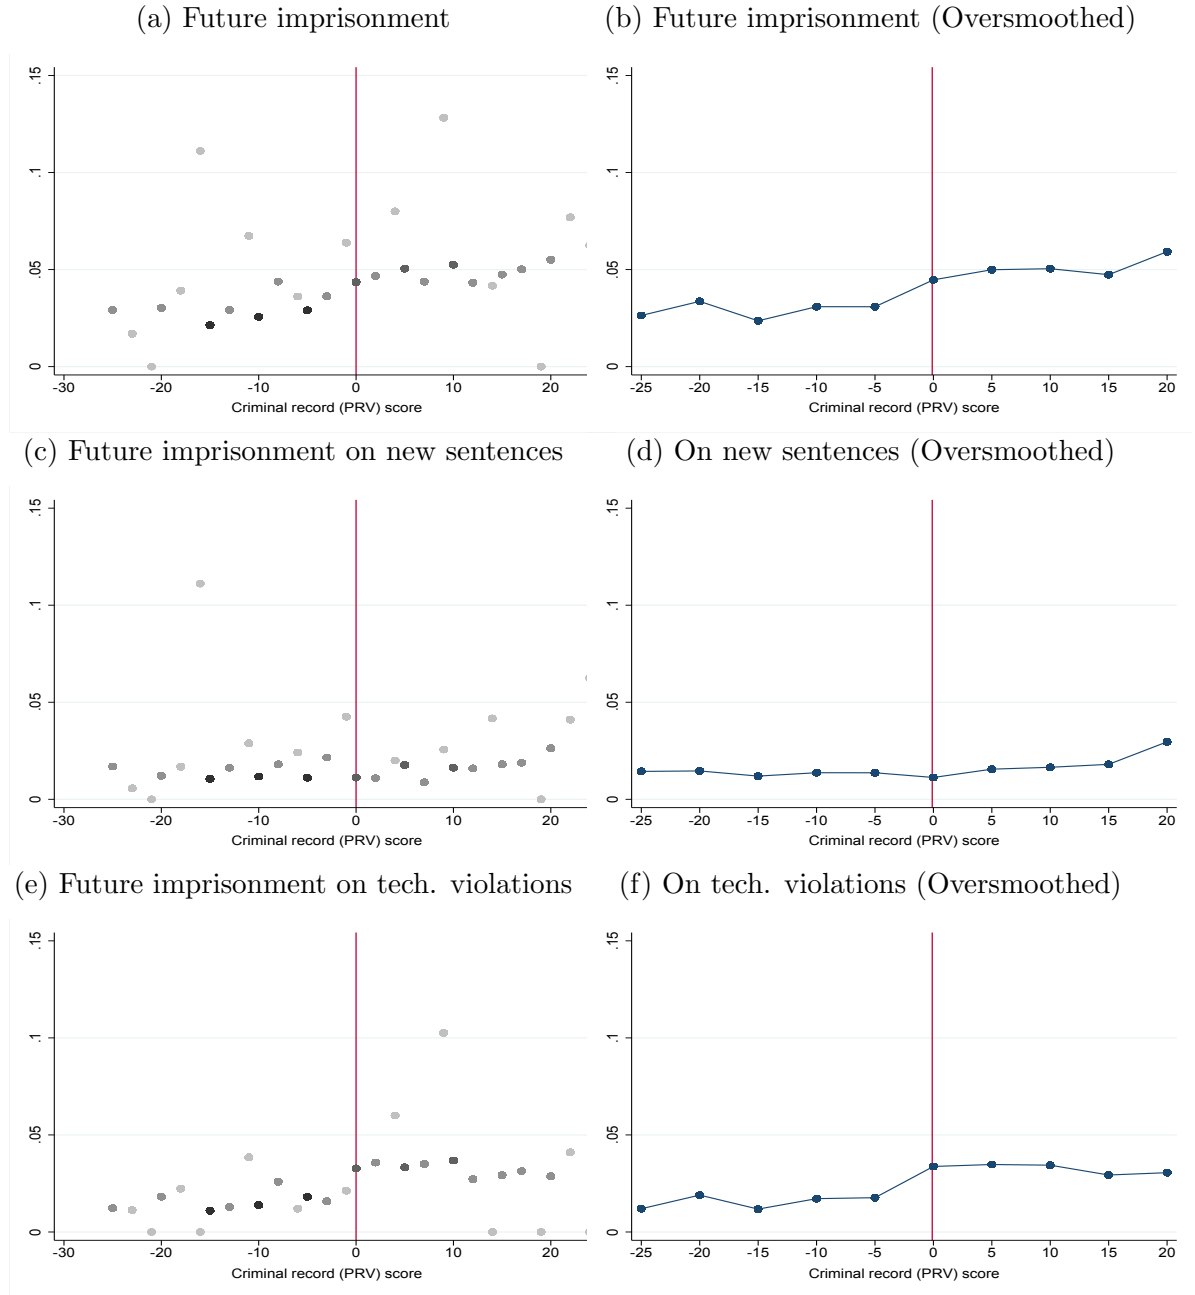 (a) Future imprisonment
(b) Future imprisonment (Oversmoothed)
.15
.1
.05
0
-30 -20 -10 0 10 20
Criminal record (PRV) score
.15
.1
.05
0
-25 -20 -15 -10 -5 0 5 10 15 20
Criminal record (PRV) score
(c) Future imprisonment on new sentences
(d) On new sentences (Oversmoothed)
.15
.1
.05
0
-30 -20 -10 0 10 20
Criminal record (PRV) score
.15
.1
.05
0
-25 -20 -15 -10 -5 0 5 10 15 20
Criminal record (PRV) score
(e) Future imprisonment on tech. violations
(f) On tech. violations (Oversmoothed)
.15
.1
.05
0
-30 -20 -10 0 10 20
Criminal record (PRV) score
.15
.1
.05
0
-25 -20 -15 -10 -5 0 5 10 15 20
Criminal record (PRV) score